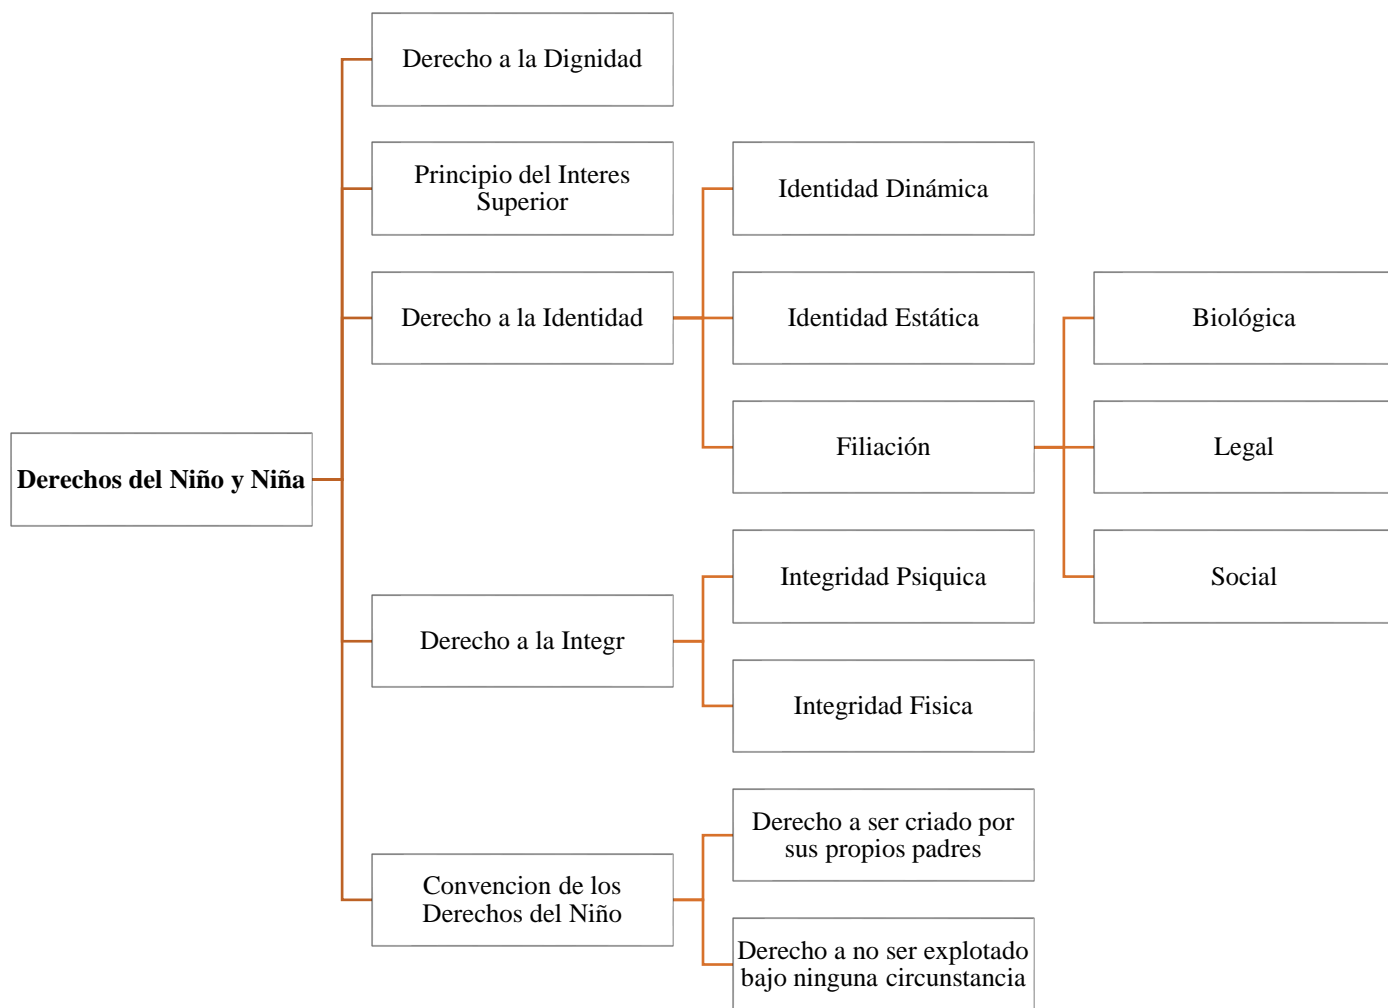 Derechos del Niño y Niña
Derecho a la Dignidad
Principio del Interes
Superior
Derecho a la Identidad
Identidad Dinámica
Identidad Estática
Filiación
Biológica
Legal
Social
Derecho a la Integr
Integridad Psiquica
Integridad Fisica
Convencion de los
Derechos del Niño
Derecho a ser criado por
sus propios padres
Derecho a no ser explotado
bajo ninguna circunstancia